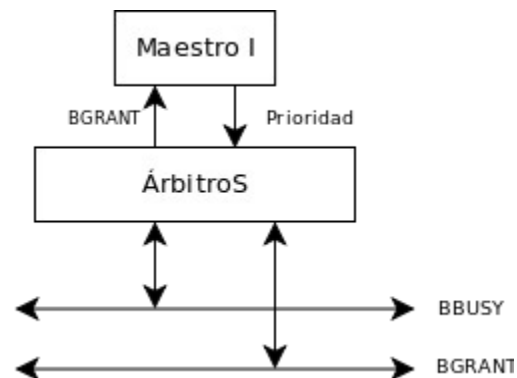 Maestro I
BGRANT
Prioridad
ÁrbitroS
BBUSY
BGRANT